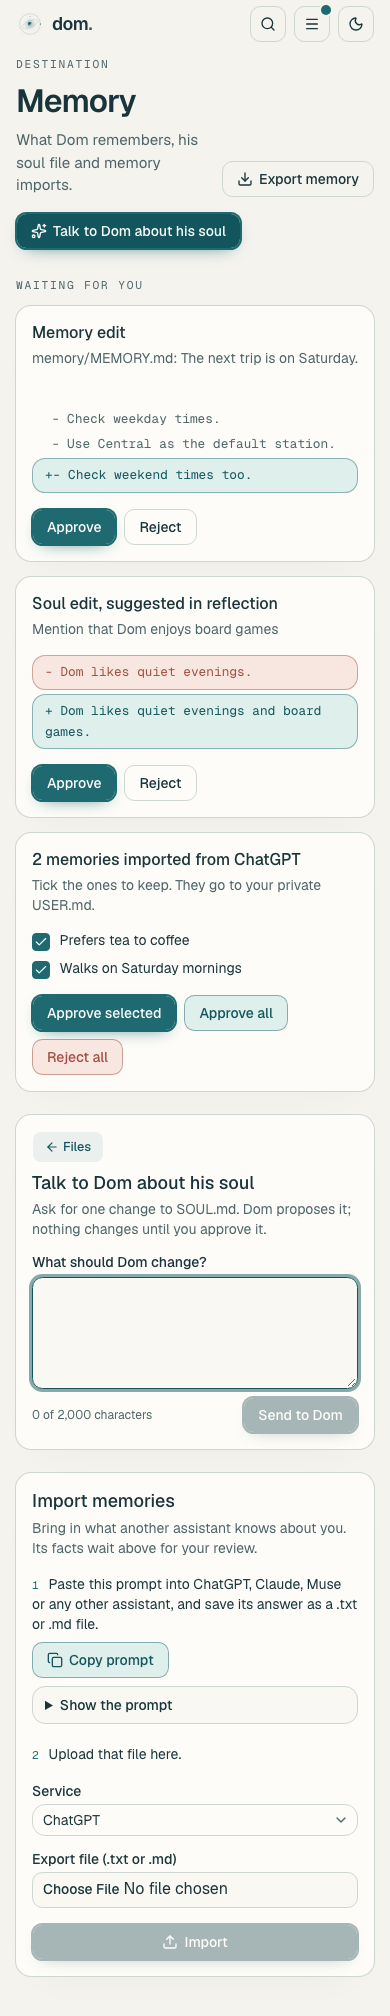 dom.
DESTINATION
Memory
What Dom remembers, his
soul file and memory
imports.
Export memory
Talk to Dom about his soul
WAITING FOR YOU
Memory edit
memory/MEMORY.md: The next trip is on Saturday.
- Check weekday times.
- Use Central as the default station.
+- Check weekend times too.
Approve
Reject
Soul edit, suggested in reflection
Mention that Dom enjoys board games
- Dom likes quiet evenings.
+ Dom likes quiet evenings and board
games.
Approve
Reject
2 memories imported from ChatGPT
Tick the ones to keep. They go to your private
USER.md.
Prefers tea to coffee
Walks on Saturday mornings
Approve selected
Approve all
Reject all
Files
Talk to Dom about his soul
Ask for one change to SOUL.md. Dom proposes it;
nothing changes until you approve it.
What should Dom change?
0 of 2,000 characters
Send to Dom
Import memories
Bring in what another assistant knows about you.
Its facts wait above for your review.
1 Paste this prompt into ChatGPT, Claude, Muse
or any other assistant, and save its answer as a .txt
or .md file.
Copy prompt
Show the prompt
2 Upload that file here.
Service
ChatGPT
Export file (.txt or .md)
Choose File No file chosen
Import